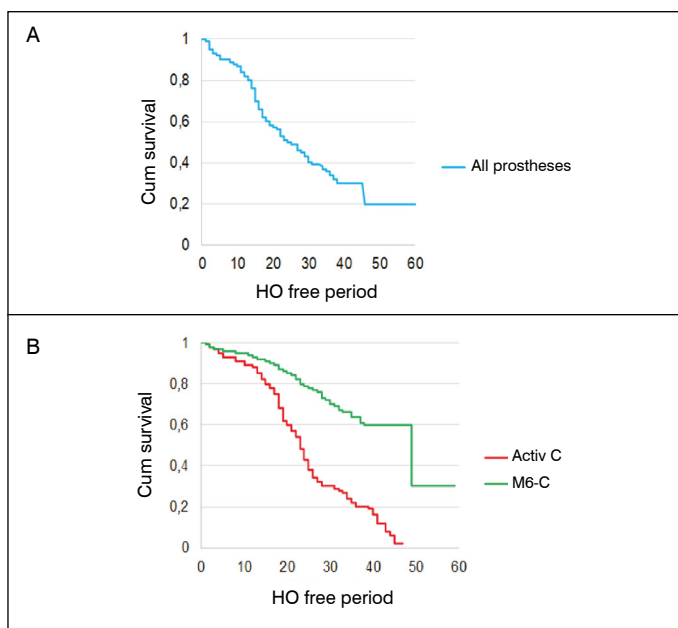 A
Cum survival
1
0,8
0,6
0,4
0,2
0
0 10 20 30 40 50 60
HO free period
All prostheses
B
Cum survival
1
0,8
0,6
0,4
0,2
0
0 10 20 30 40 50 60
HO free period
Activ C
M6-C